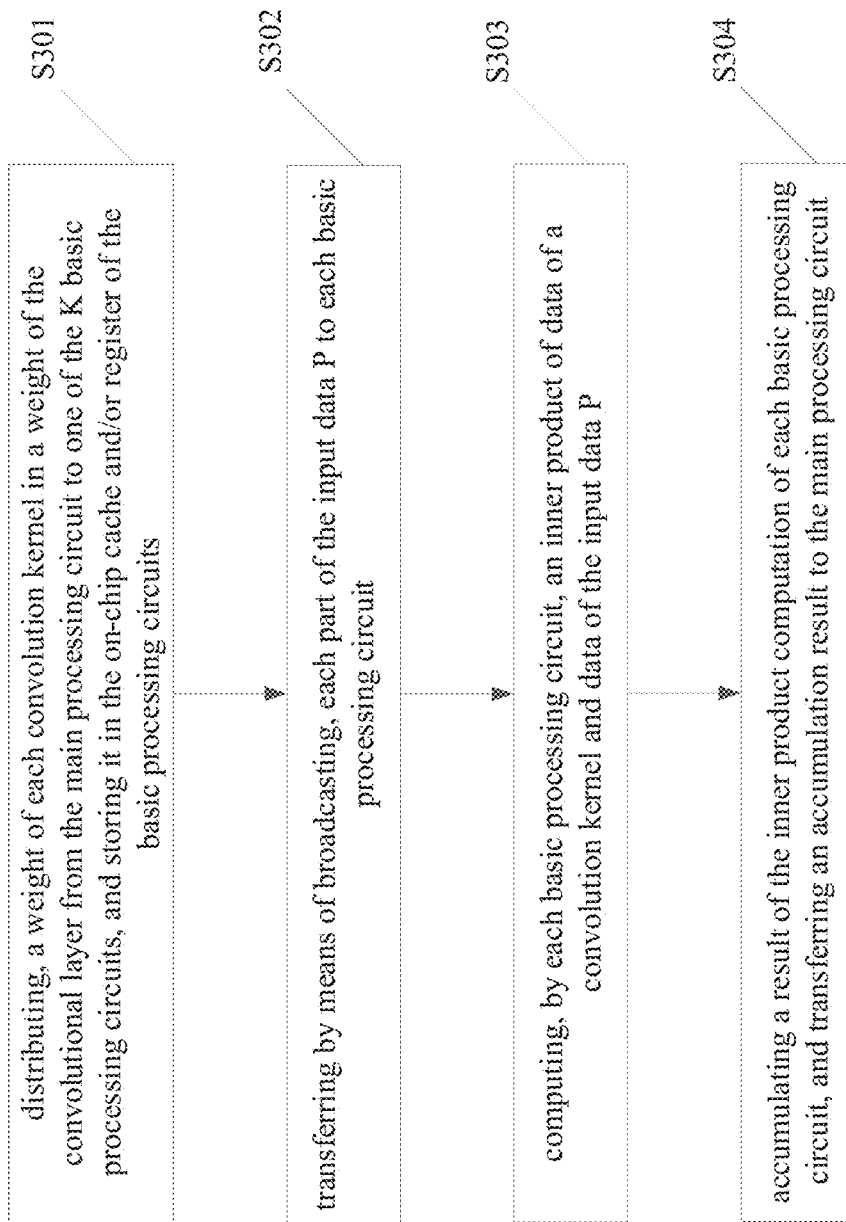 distributing, a weight of each convolution kernel in a weight of the
convolutional layer from the main processing circuit to one of the K basic
processing circuits, and storing it in the on-chip cache and/or register of the
basic processing circuits
S301
transferring by means of broadcasting, each part of the input data P to each basic
processing circuit
S302
computing, by each basic processing circuit, an inner product of data of a
convolution kernel and data of the input data P
S303
accumulating a result of the inner product computation of each basic processing
circuit, and transferring an accumulation result to the main processing circuit
S304